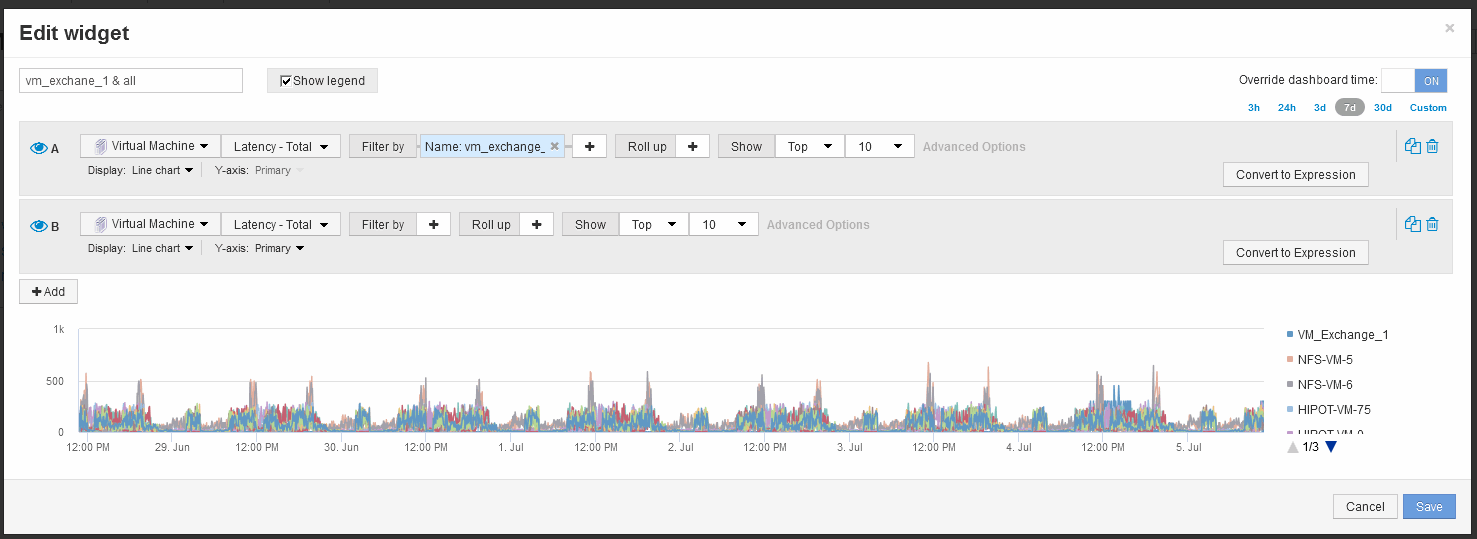 Edit widget
×
vm_exchane_1 & all
Show legend
Override dashboard time: ON
3h 24h 3d 7d 30d Custom
A Virtual Machine Latency - Total Filter by Name: vm_exchange_ ✖ + Roll up + Show Top 10 Advanced Options
Display: Line chart Y-axis: Primary
Convert to Expression
B Virtual Machine Latency - Total Filter by + Roll up + Show Top 10 Advanced Options
Display: Line chart Y-axis: Primary
Convert to Expression
+ Add
1k
500
0
12:00 PM 29. Jun 12:00 PM 30. Jun 12:00 PM 1. Jul 12:00 PM 2. Jul 12:00 PM 3. Jul 12:00 PM 4. Jul 12:00 PM 5. Jul
VM_Exchange_1
NFS-VM-5
NFS-VM-6
HIPOT-VM-75
1/3
Cancel Save